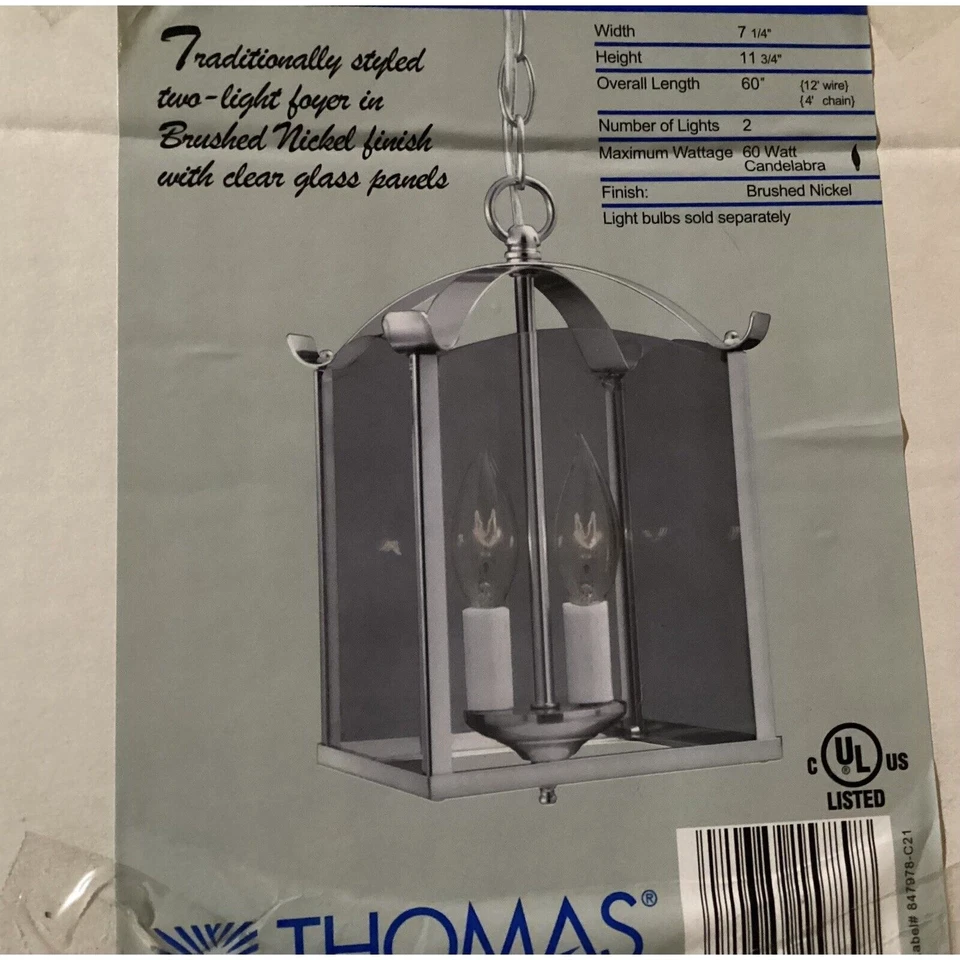 Traditionally styled
two-light foyer in
Brushed Nickel finish
with clear glass panels
Width 7 1/4"
Height 11 3/4"
Overall Length 60" {12' wire}
{4' chain}
Number of Lights 2
Maximum Wattage 60 Watt
Candelabra
Finish: Brushed Nickel
Light bulbs sold separately
C UL® US
LISTED
THOMAS®
abel# 847978-C21